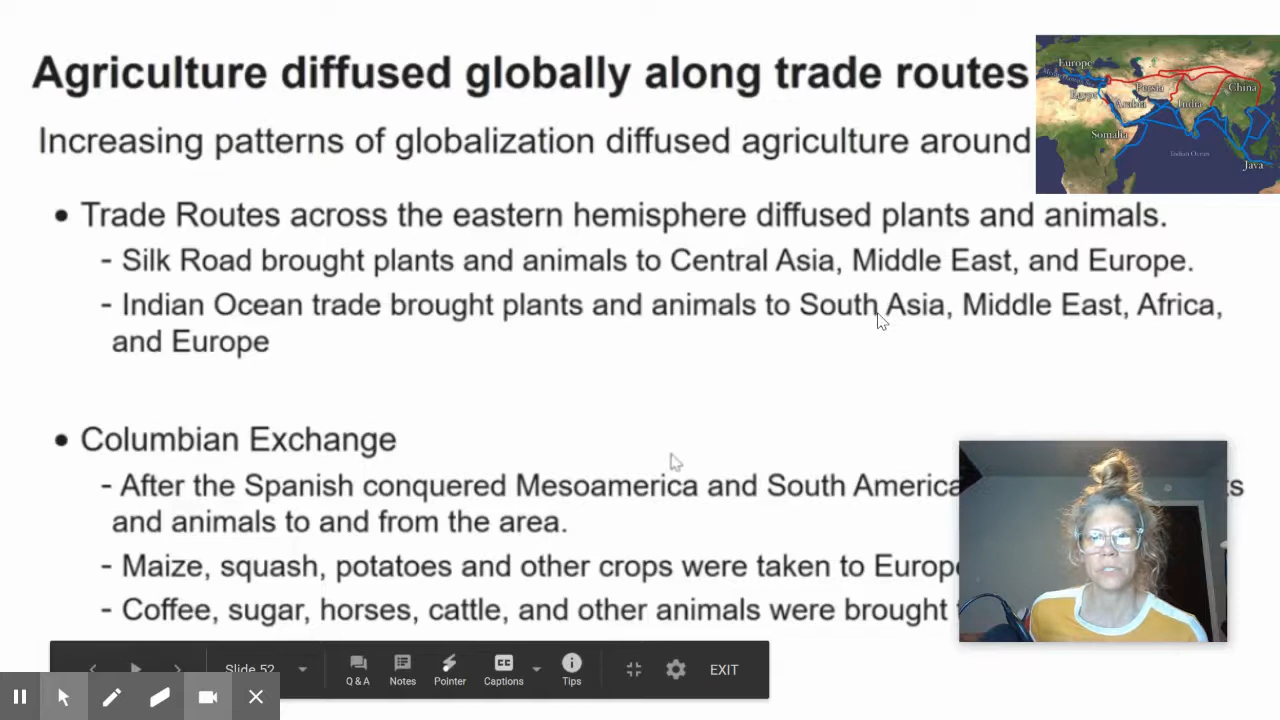 Agriculture diffused globally along trade routes
Increasing patterns of globalization diffused agriculture around
Europe
Egypt
Persia
Arabia
India
China
Somalia
Indian Ocean
Java
• Trade Routes across the eastern hemisphere diffused plants and animals.
- Silk Road brought plants and animals to Central Asia, Middle East, and Europe.
- Indian Ocean trade brought plants and animals to South Asia, Middle East, Africa,
and Europe
• Columbian Exchange
- After the Spanish conquered Mesoamerica and South America
and animals to and from the area.
- Maize, squash, potatoes and other crops were taken to Europe
- Coffee, sugar, horses, cattle, and other animals were brought
Slide 52
Q & A
Notes
Pointer
CC
Captions
Tips
EXIT